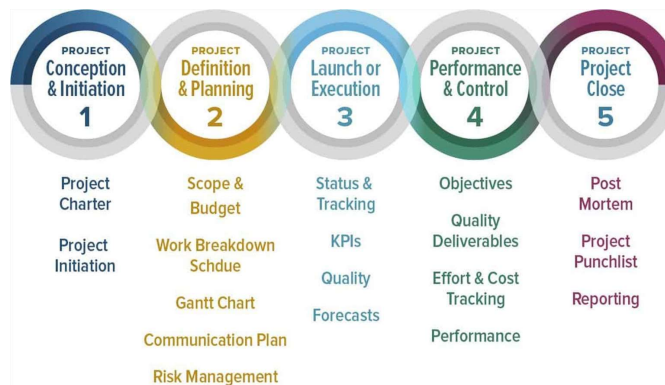 PROJECT
Conception
& Initiation
1
PROJECT
Definition
& Planning
2
PROJECT
Launch or
Execution
3
PROJECT
Performance
& Control
4
PROJECT
Project
Close
5
Project
Charter
Project
Initiation
Scope &
Budget
Work Breakdown
Schdue
Gantt Chart
Communication Plan
Risk Management
Status &
Tracking
KPIs
Quality
Forecasts
Objectives
Quality
Deliverables
Effort & Cost
Tracking
Performance
Post
Mortem
Project
Punchlist
Reporting